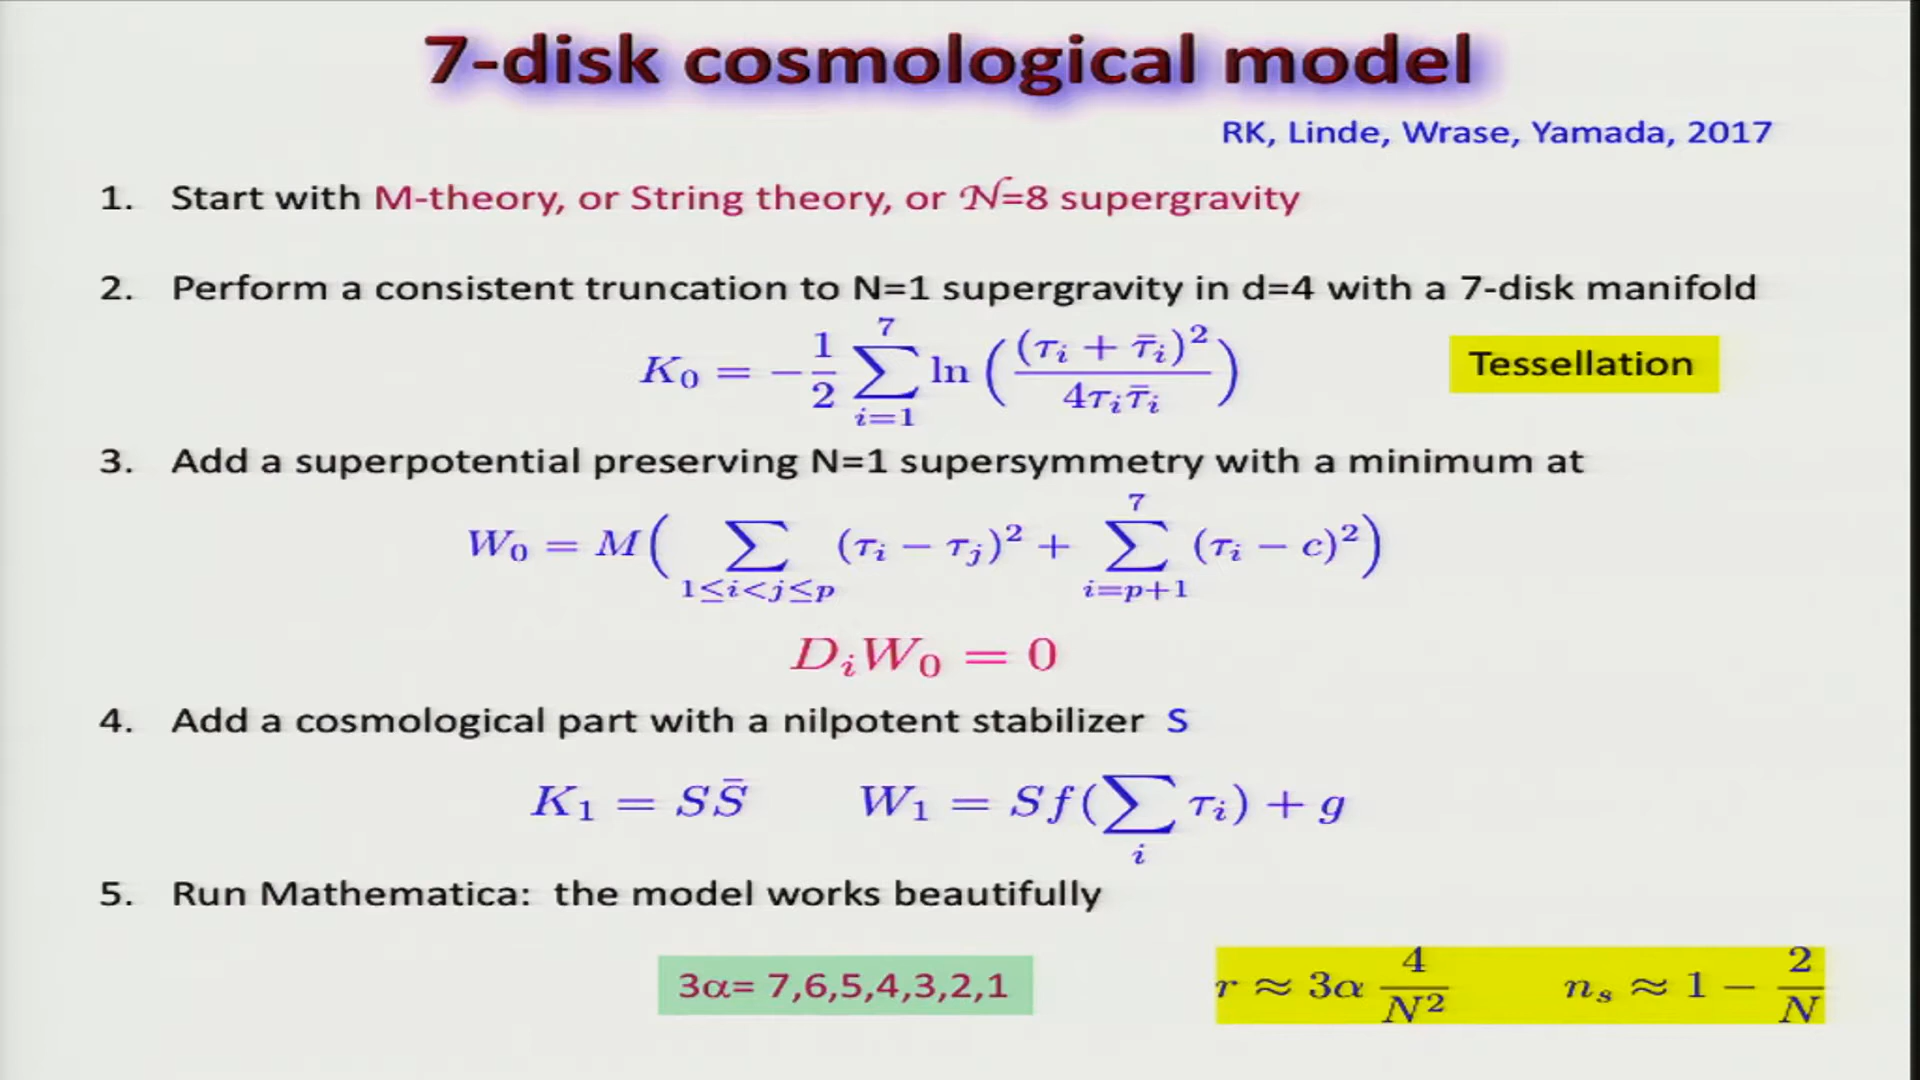 7-disk cosmological model
RK, Linde, Wrase, Yamada, 2017
1. Start with M-theory, or String theory, or 𝒩=8 supergravity
2. Perform a consistent truncation to N=1 supergravity in d=4 with a 7-disk manifold
K₀ = −1/2 ∑_{i=1}^{7} ln((τᵢ + τ̄ᵢ)²/4τᵢτ̄ᵢ)
Tessellation
3. Add a superpotential preserving N=1 supersymmetry with a minimum at
W₀ = M(∑_{1≤i<j≤p} (τᵢ − τⱼ)² + ∑_{i=p+1}^{7} (τᵢ − c)²)
DᵢW₀ = 0
4. Add a cosmological part with a nilpotent stabilizer S
K₁ = SS̄ W₁ = Sf(∑ᵢ τᵢ) + g
5. Run Mathematica: the model works beautifully
3α= 7,6,5,4,3,2,1
r ≈ 3α 4/N² nₛ ≈ 1 − 2/N